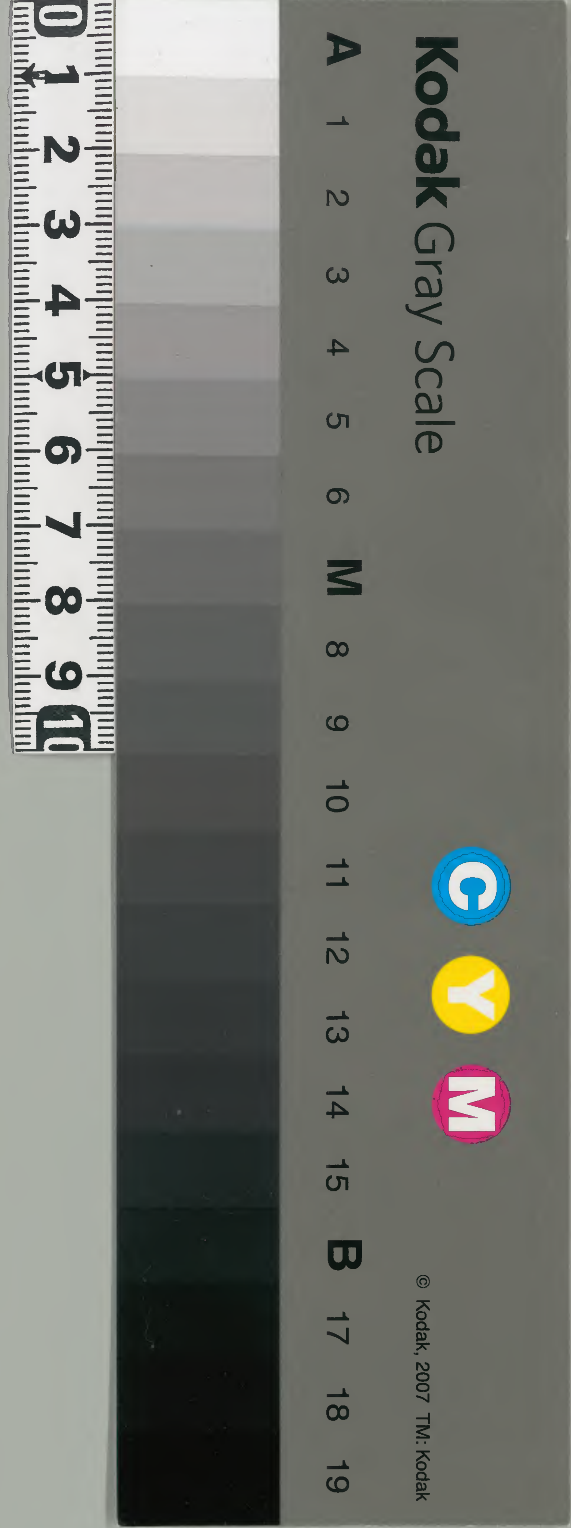 Kodak Gray Scale
A 1 2 3 4 5 6 M 8 9 10 11 12 13 14 15 B 17 18 19
C Y M
© Kodak, 2007 TM: Kodak
0 1 2 3 4 5 6 7 8 9 10